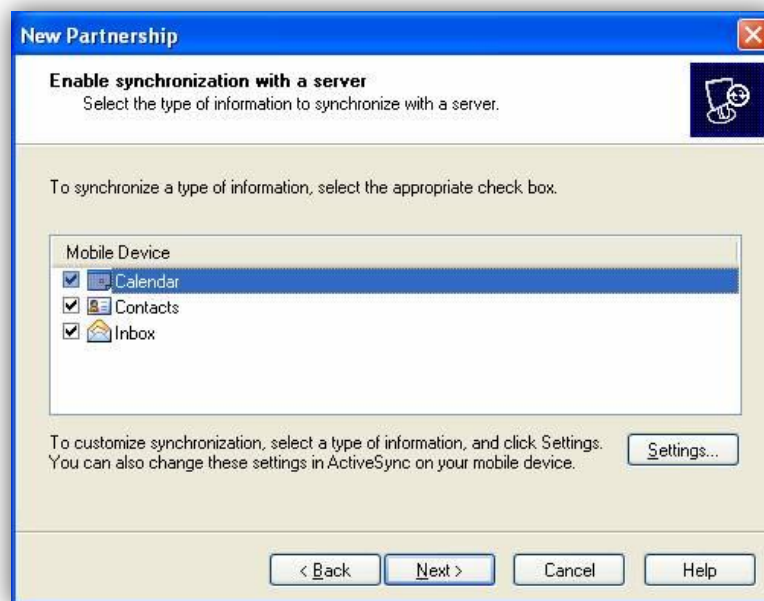 New Partnership
Enable synchronization with a server
Select the type of information to synchronize with a server.
To synchronize a type of information, select the appropriate check box.
Mobile Device
Calendar
Contacts
Inbox
To customize synchronization, select a type of information, and click Settings.
You can also change these settings in ActiveSync on your mobile device.
Settings...
< Back
Next >
Cancel
Help